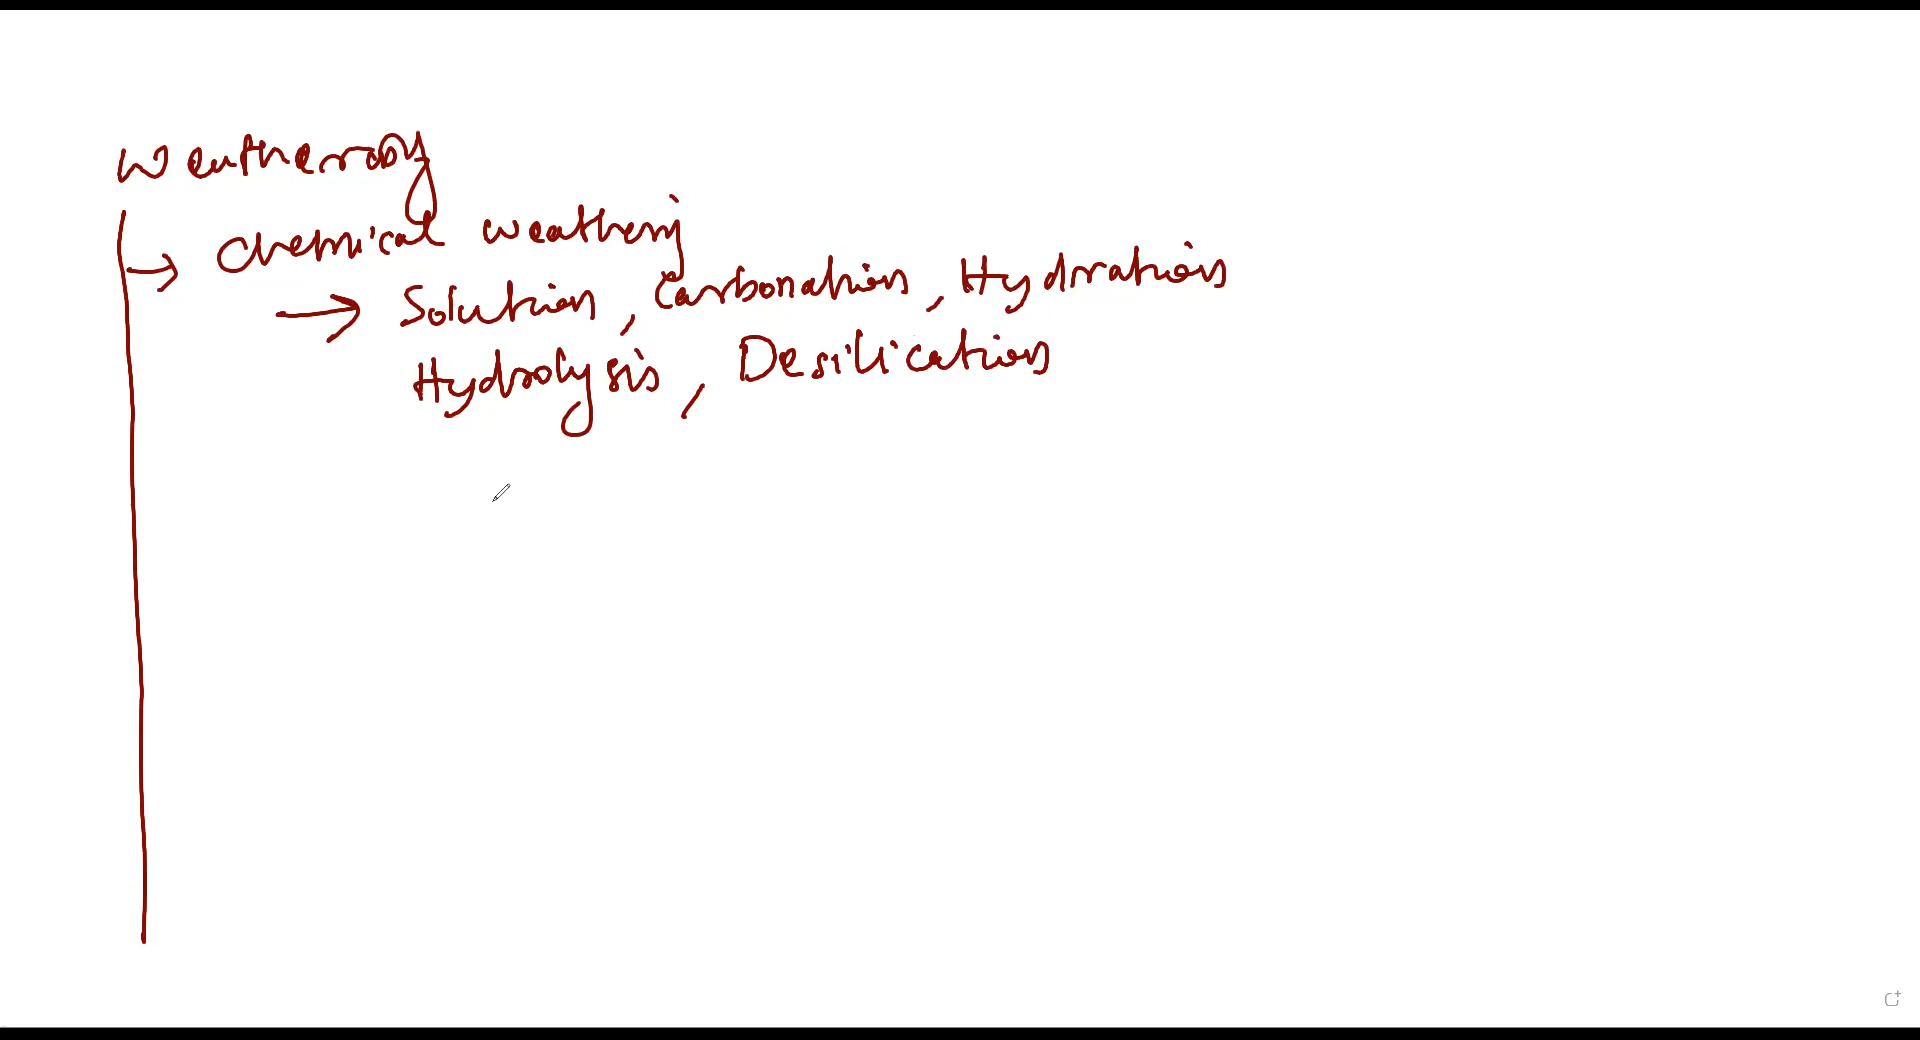 Weathering
→ Chemical weathering
→ Solution, Carbonation, Hydration
Hydrolysis, Desilication